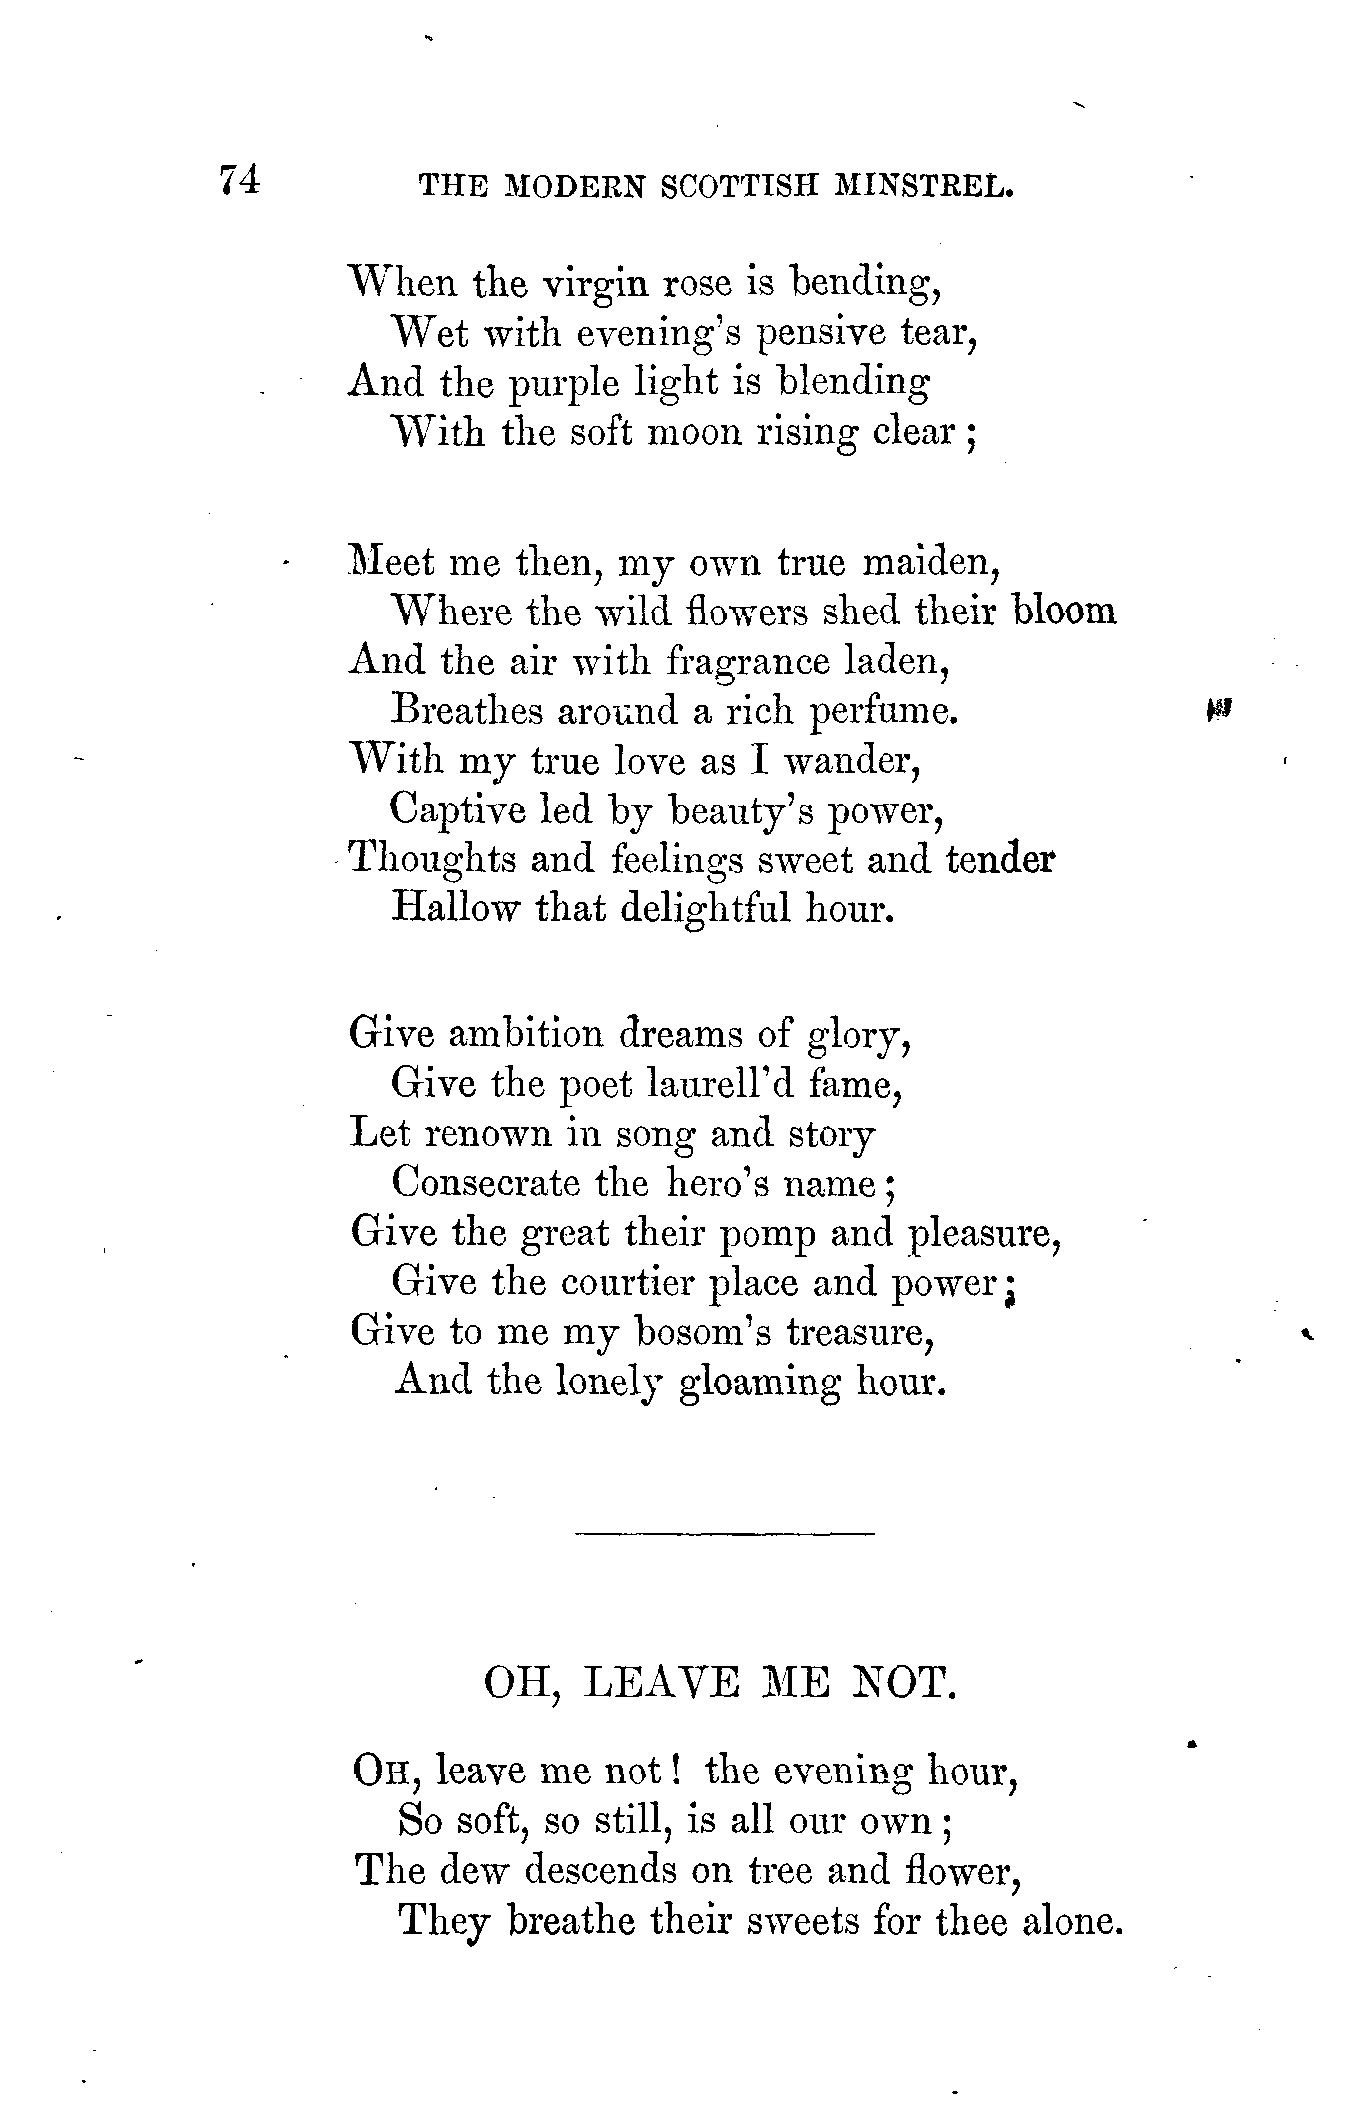 74 THE MODERN SCOTTISH MINSTREL.
When the virgin rose is bending,
Wet with evening's pensive tear,
And the purple light is blending
With the soft moon rising clear ;
Meet me then, my own true maiden,
Where the wild flowers shed their bloom
And the air with fragrance laden,
Breathes around a rich perfume.
With my true love as I wander,
Captive led by beauty's power,
Thoughts and feelings sweet and tender
Hallow that delightful hour.
Give ambition dreams of glory,
Give the poet laurell'd fame,
Let renown in song and story
Consecrate the hero's name ;
Give the great their pomp and pleasure,
Give the courtier place and power ;
Give to me my bosom's treasure,
And the lonely gloaming hour.
OH, LEAVE ME NOT.
OH, leave me not ! the evening hour,
So soft, so still, is all our own ;
The dew descends on tree and flower,
They breathe their sweets for thee alone.